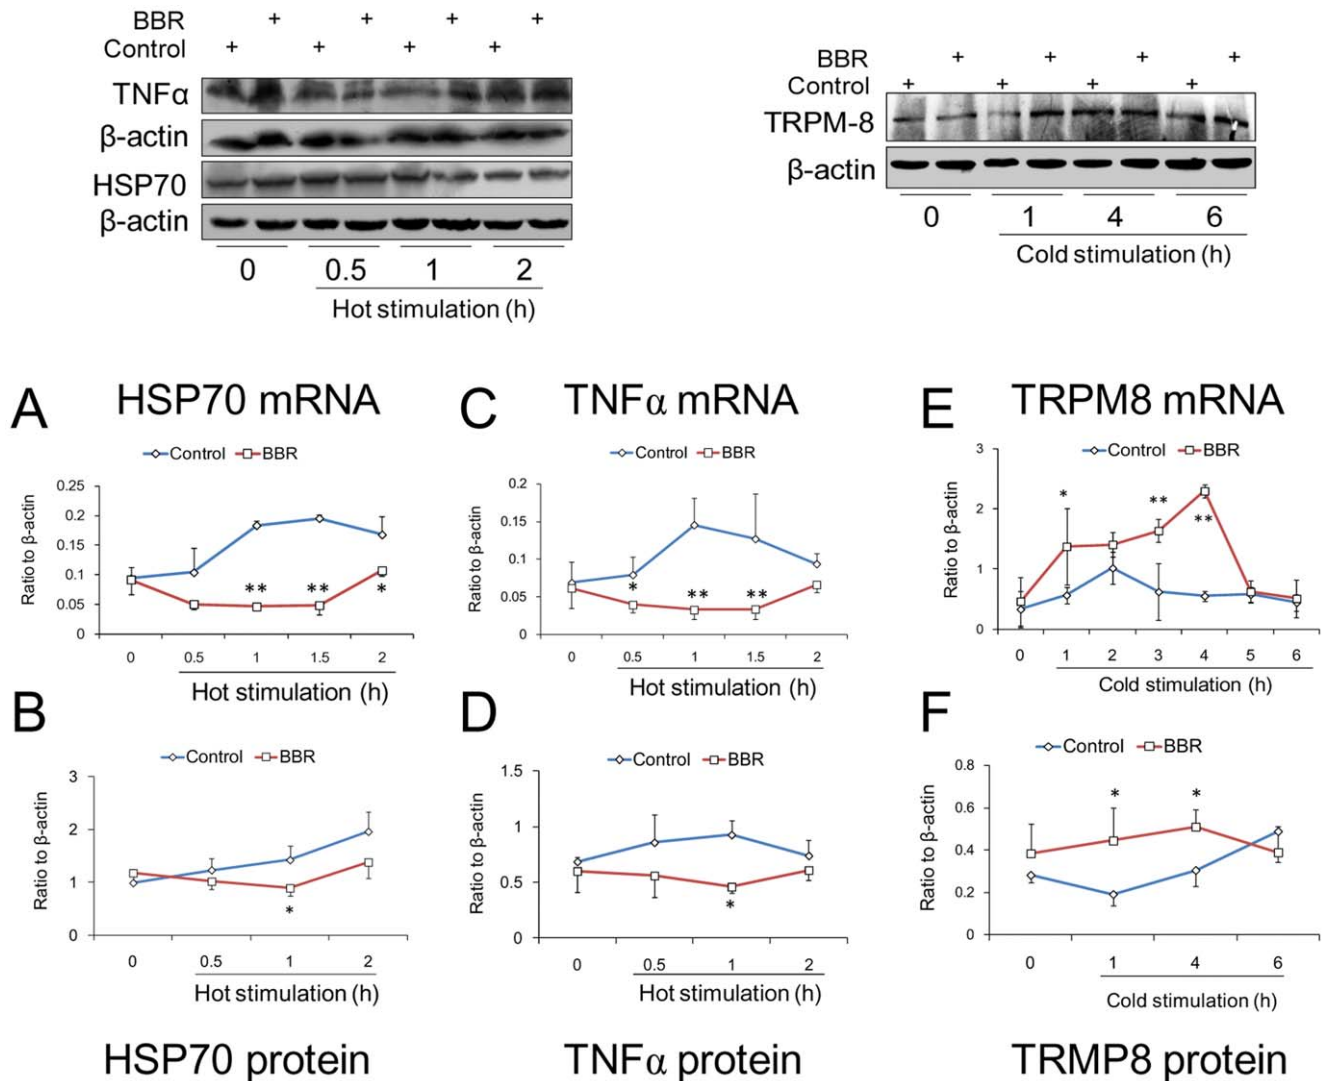 BBR + + + +
Control + + + +
TNFα
β-actin
HSP70
β-actin
0 0.5 1 2
Hot stimulation (h)
BBR + + + +
Control + + + +
TRPM-8
β-actin
0 1 4 6
Cold stimulation (h)
A HSP70 mRNA
Control BBR
Ratio to β-actin
0.25
0.2
0.15
0.1
0.05
0
** ** *
0 0.5 1 1.5 2
Hot stimulation (h)
C TNFα mRNA
Control BBR
Ratio to β-actin
0.2
0.15
0.1
0.05
0
* ** **
0 0.5 1 1.5 2
Hot stimulation (h)
E TRPM8 mRNA
Control BBR
Ratio to β-actin
3
2
1
0
* ** **
0 1 2 3 4 5 6
Cold stimulation (h)
B
Control BBR
Ratio to β-actin
3
2
1
0
*
0 0.5 1 2
Hot stimulation (h)
HSP70 protein
D
Control BBR
Ratio to β-actin
1.5
1
0.5
0
*
0 0.5 1 2
Hot stimulation (h)
TNFα protein
F
Control BBR
Ratio to β-actin
0.8
0.6
0.4
0.2
0
* *
0 1 4 6
Cold stimulation (h)
TRMP8 protein